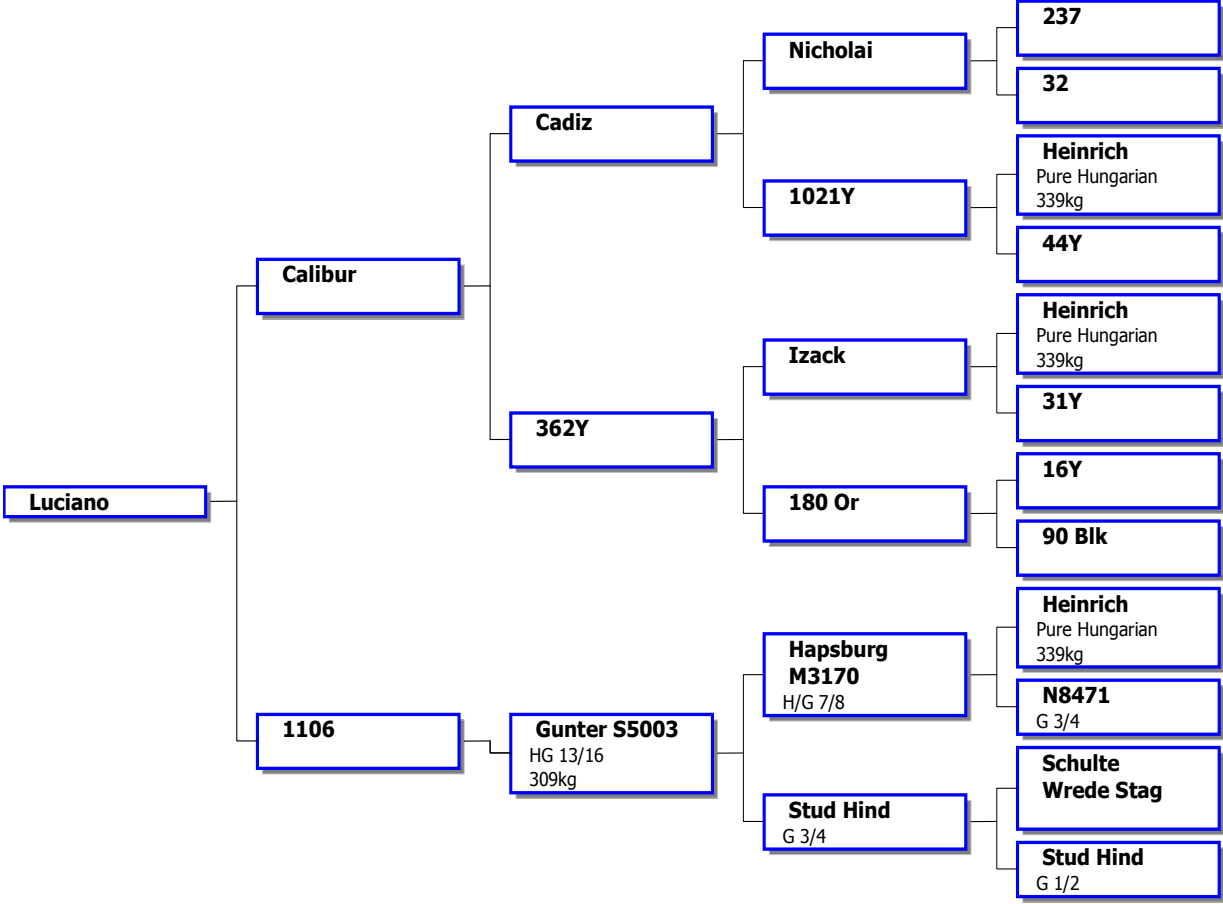 Luciano
Calibur
1106
Cadiz
362Y
Gunter S5003
HG 13/16
309kg
Nicholai
1021Y
Izack
180 Or
Hapsburg
M3170
H/G 7/8
Stud Hind
G 3/4
237
32
Heinrich
Pure Hungarian
339kg
44Y
Heinrich
Pure Hungarian
339kg
31Y
16Y
90 Blk
Heinrich
Pure Hungarian
339kg
N8471
G 3/4
Schulte
Wrede Stag
Stud Hind
G 1/2